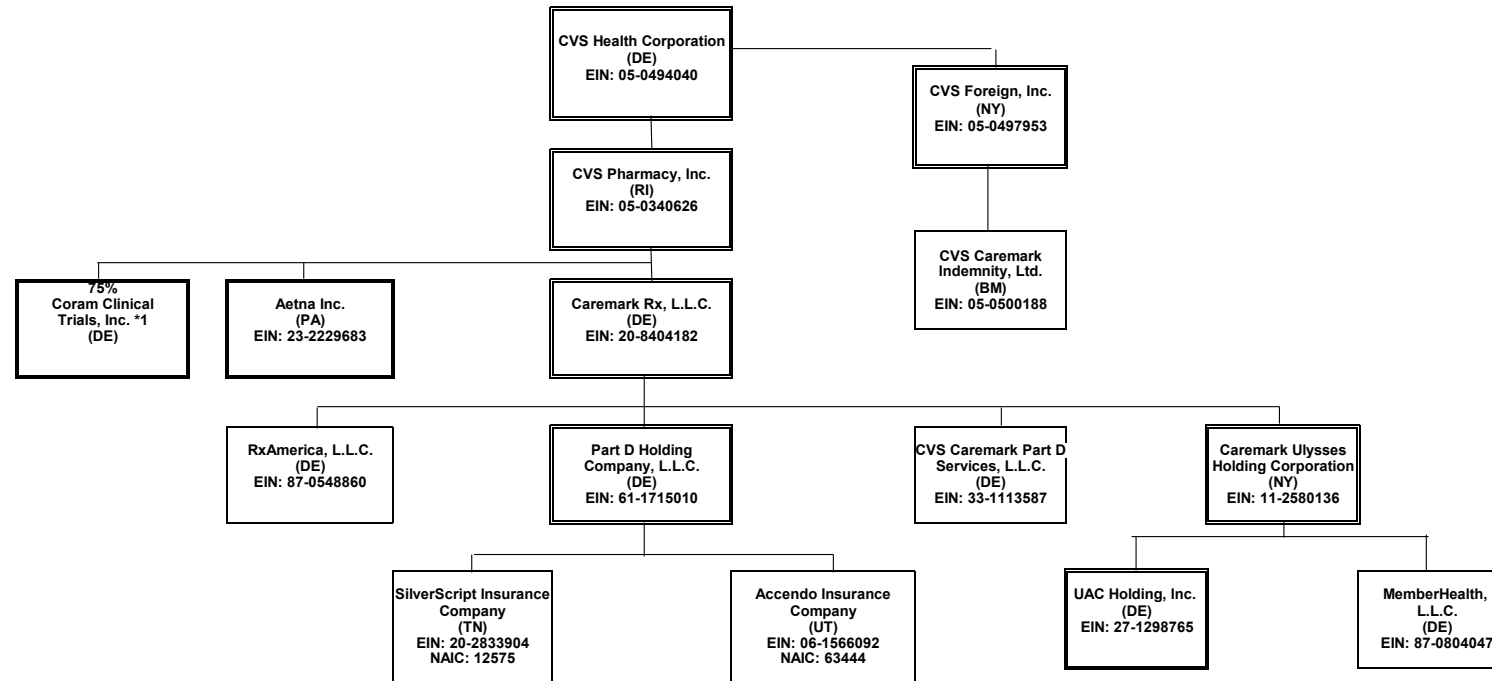 CVS Health Corporation
(DE)
EIN: 05-0494040
CVS Foreign, Inc.
(NY)
EIN: 05-0497953
CVS Pharmacy, Inc.
(RI)
EIN: 05-0340626
CVS Caremark
Indemnity, Ltd.
(BM)
EIN: 05-0500188
75%
Coram Clinical
Trials, Inc. *1
(DE)
Aetna Inc.
(PA)
EIN: 23-2229683
Caremark Rx, L.L.C.
(DE)
EIN: 20-8404182
RxAmerica, L.L.C.
(DE)
EIN: 87-0548860
Part D Holding
Company, L.L.C.
(DE)
EIN: 61-1715010
CVS Caremark Part D
Services, L.L.C.
(DE)
EIN: 33-1113587
Caremark Ulysses
Holding Corporation
(NY)
EIN: 11-2580136
SilverScript Insurance
Company
(TN)
EIN: 20-2833904
NAIC: 12575
Accendo Insurance
Company
(UT)
EIN: 06-1566092
NAIC: 63444
UAC Holding, Inc.
(DE)
EIN: 27-1298765
MemberHealth,
L.L.C.
(DE)
EIN: 87-0804047